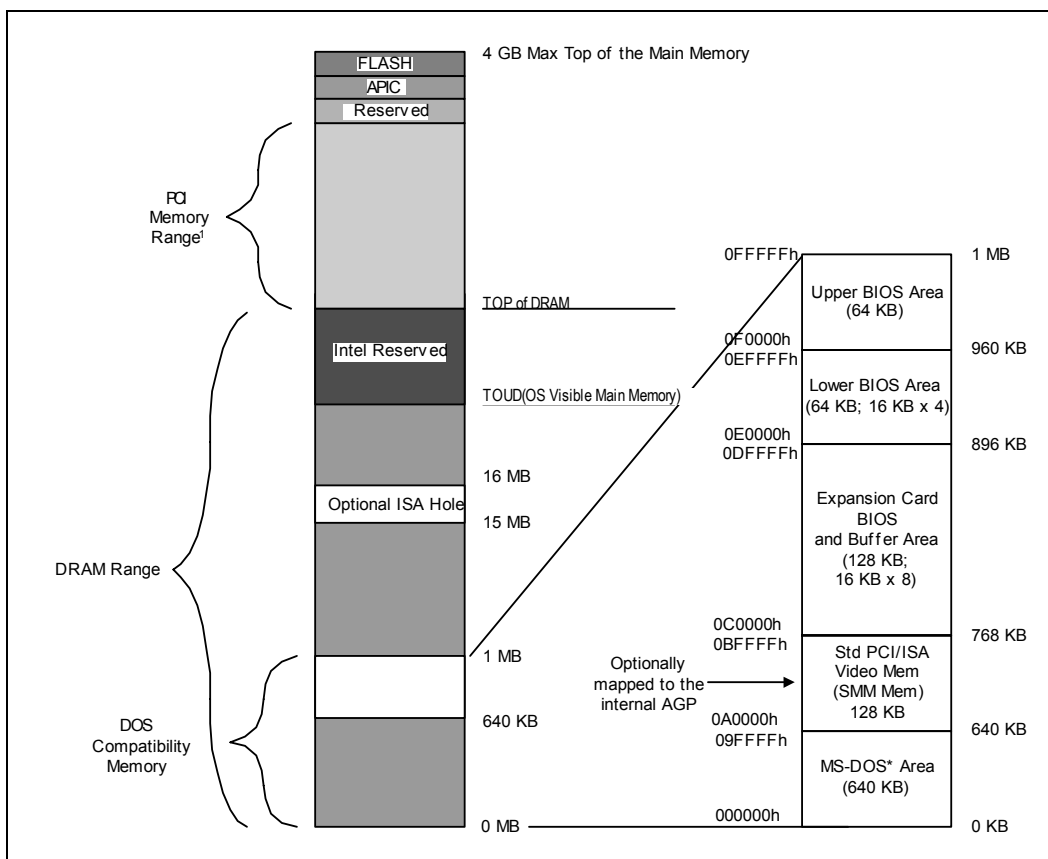 4 GB Max Top of the Main Memory
FLASH
APIC
Reserved
PCI
Memory
Range1
TOP of DRAM
Intel Reserved
TOUD(OS Visible Main Memory)
16 MB
Optional ISA Hole
15 MB
DRAM Range
1 MB
640 KB
DOS
Compatibility
Memory
0 MB
0FFFFFh
1 MB
Upper BIOS Area
(64 KB)
0F0000h
960 KB
0EFFFFh
Lower BIOS Area
(64 KB; 16 KB x 4)
0E0000h
896 KB
0DFFFFh
Expansion Card
BIOS
and Buffer Area
(128 KB;
16 KB x 8)
0C0000h
768 KB
0BFFFFh
Std PCI/ISA
Video Mem
(SMM Mem)
128 KB
Optionally
mapped to the
internal AGP
0A0000h
640 KB
09FFFFh
MS-DOS* Area
(640 KB)
000000h
0 KB